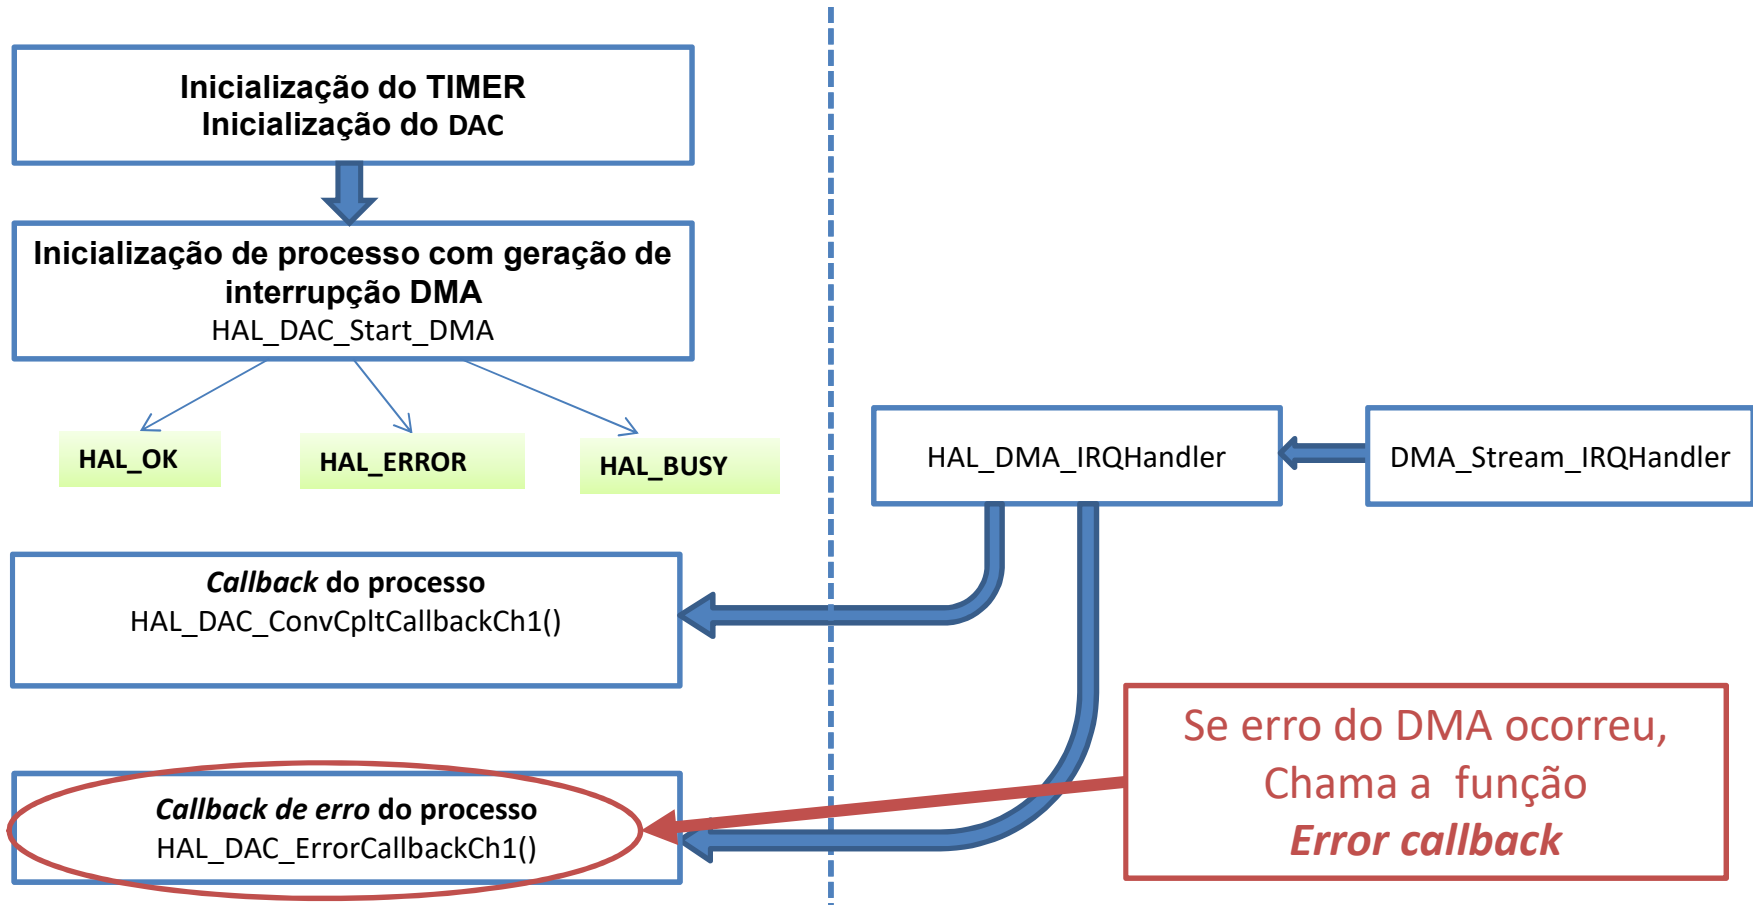 Inicialização do TIMER
Inicialização do DAC
Inicialização de processo com geração de
interrupção DMA
HAL_DAC_Start_DMA
HAL_OK
HAL_ERROR
HAL_BUSY
HAL_DMA_IRQHandler
DMA_Stream_IRQHandler
Callback do processo
HAL_DAC_ConvCpltCallbackCh1()
Callback de erro do processo
HAL_DAC_ErrorCallbackCh1()
Se erro do DMA ocorreu,
Chama a função
Error callback